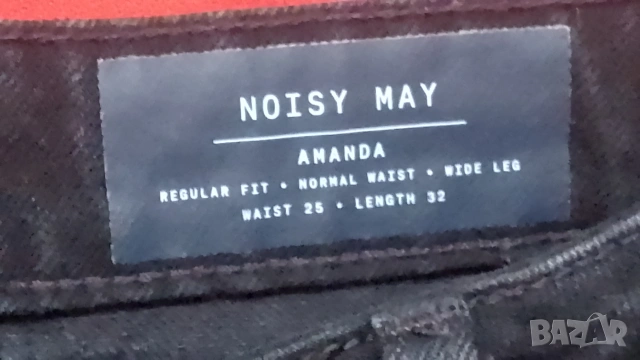 NOISY MAY
AMANDA
REGULAR FIT • NORMAL WAIST • WIDE LEG
WAIST 25 • LENGTH 32
BAZAR